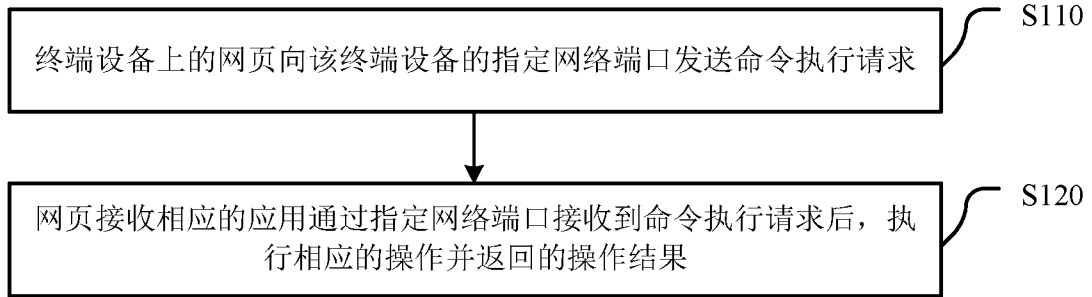 S110
终端设备上的网页向该终端设备的指定网络端口发送命令执行请求
S120
网页接收相应的应用通过指定网络端口接收到命令执行请求后，执
行相应的操作并返回的操作结果